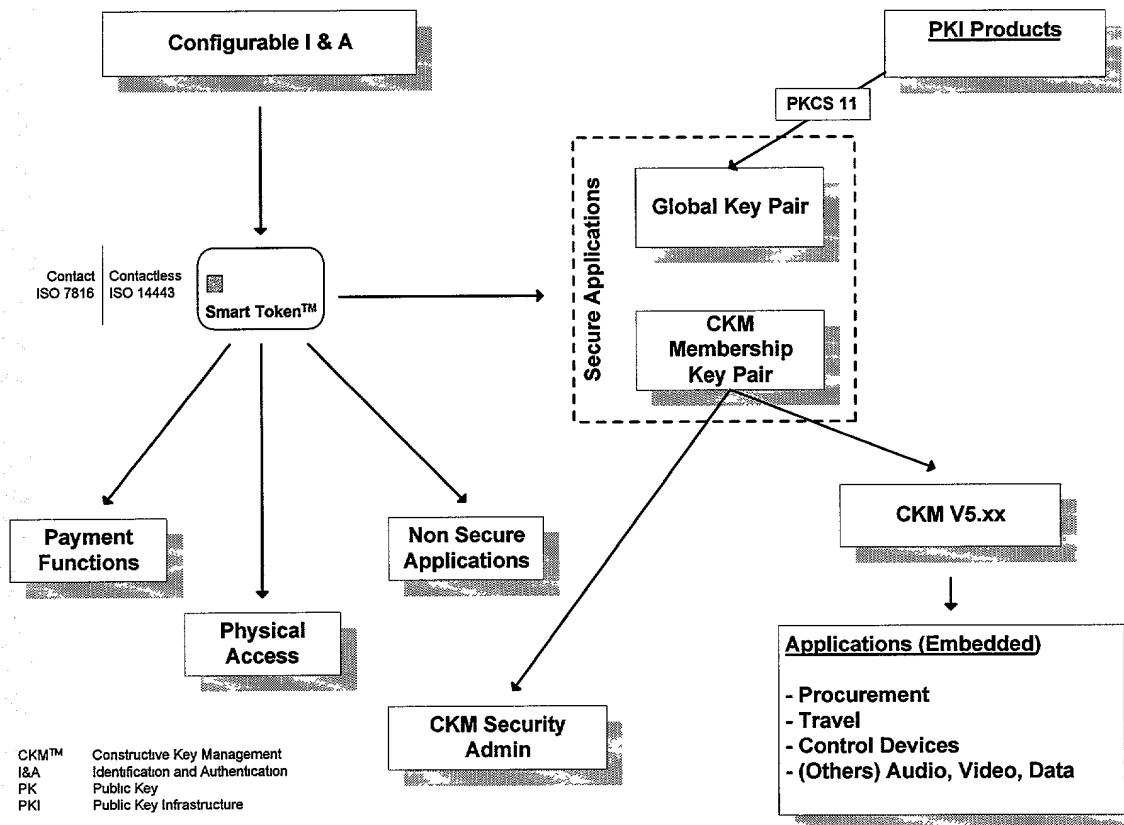 Configurable I & A
PKI Products
PKCS 11
Secure Applications
Global Key Pair
Contact
ISO 7816
Contactless
ISO 14443
Smart Token™
CKM
Membership
Key Pair
Payment
Functions
Non Secure
Applications
CKM V5.xx
Physical
Access
CKM Security
Admin
Applications (Embedded)
- Procurement
- Travel
- Control Devices
- (Others) Audio, Video, Data
CKM™ Constructive Key Management
I&A Identification and Authentication
PK Public Key
PKI Public Key Infrastructure